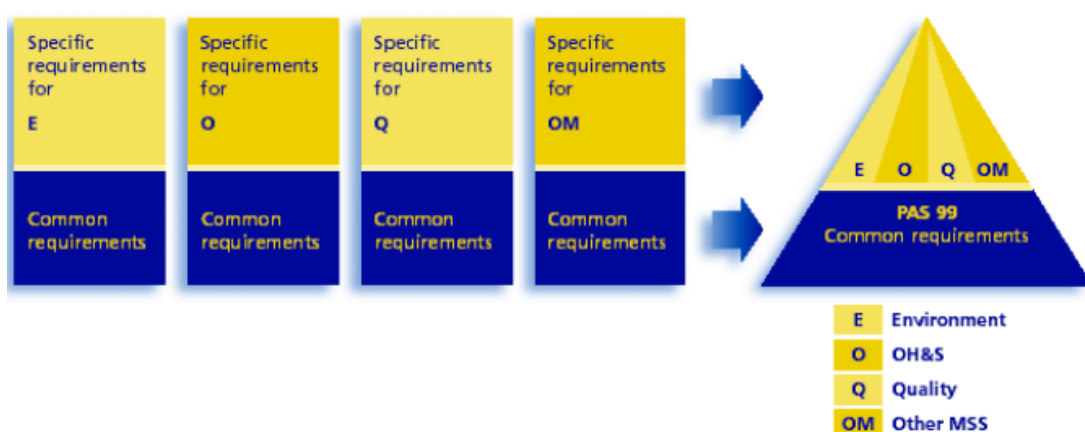 Specific
requirements
for
E
Specific
requirements
for
O
Specific
requirements
for
Q
Specific
requirements
for
OM
Common
requirements
Common
requirements
Common
requirements
Common
requirements
E O Q OM
PAS 99
Common requirements
E Environment
O OH&S
Q Quality
OM Other MSS